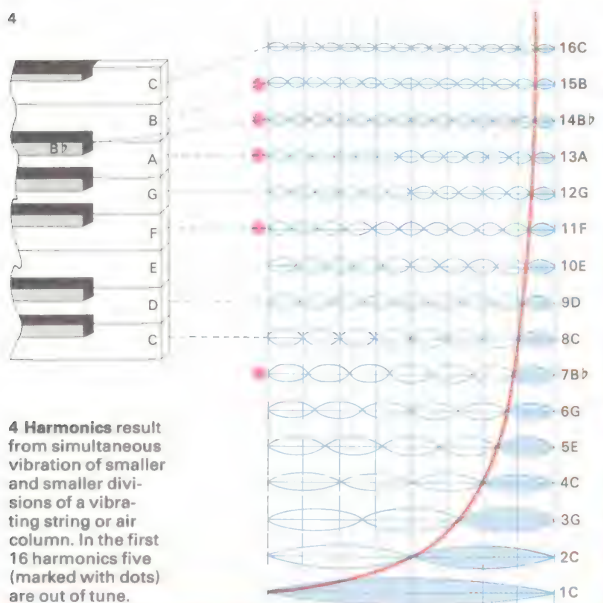 4
C
B
B♭
A
G
F
E
D
C
16C
15B
14B♭
13A
12G
11F
10E
9D
8C
7B♭
6G
5E
4C
3G
2C
1C
4 Harmonics result
from simultaneous
vibration of smaller
and smaller divi-
sions of a vibra-
ting string or air
column. In the first
16 harmonics five
(marked with dots)
are out of tune.